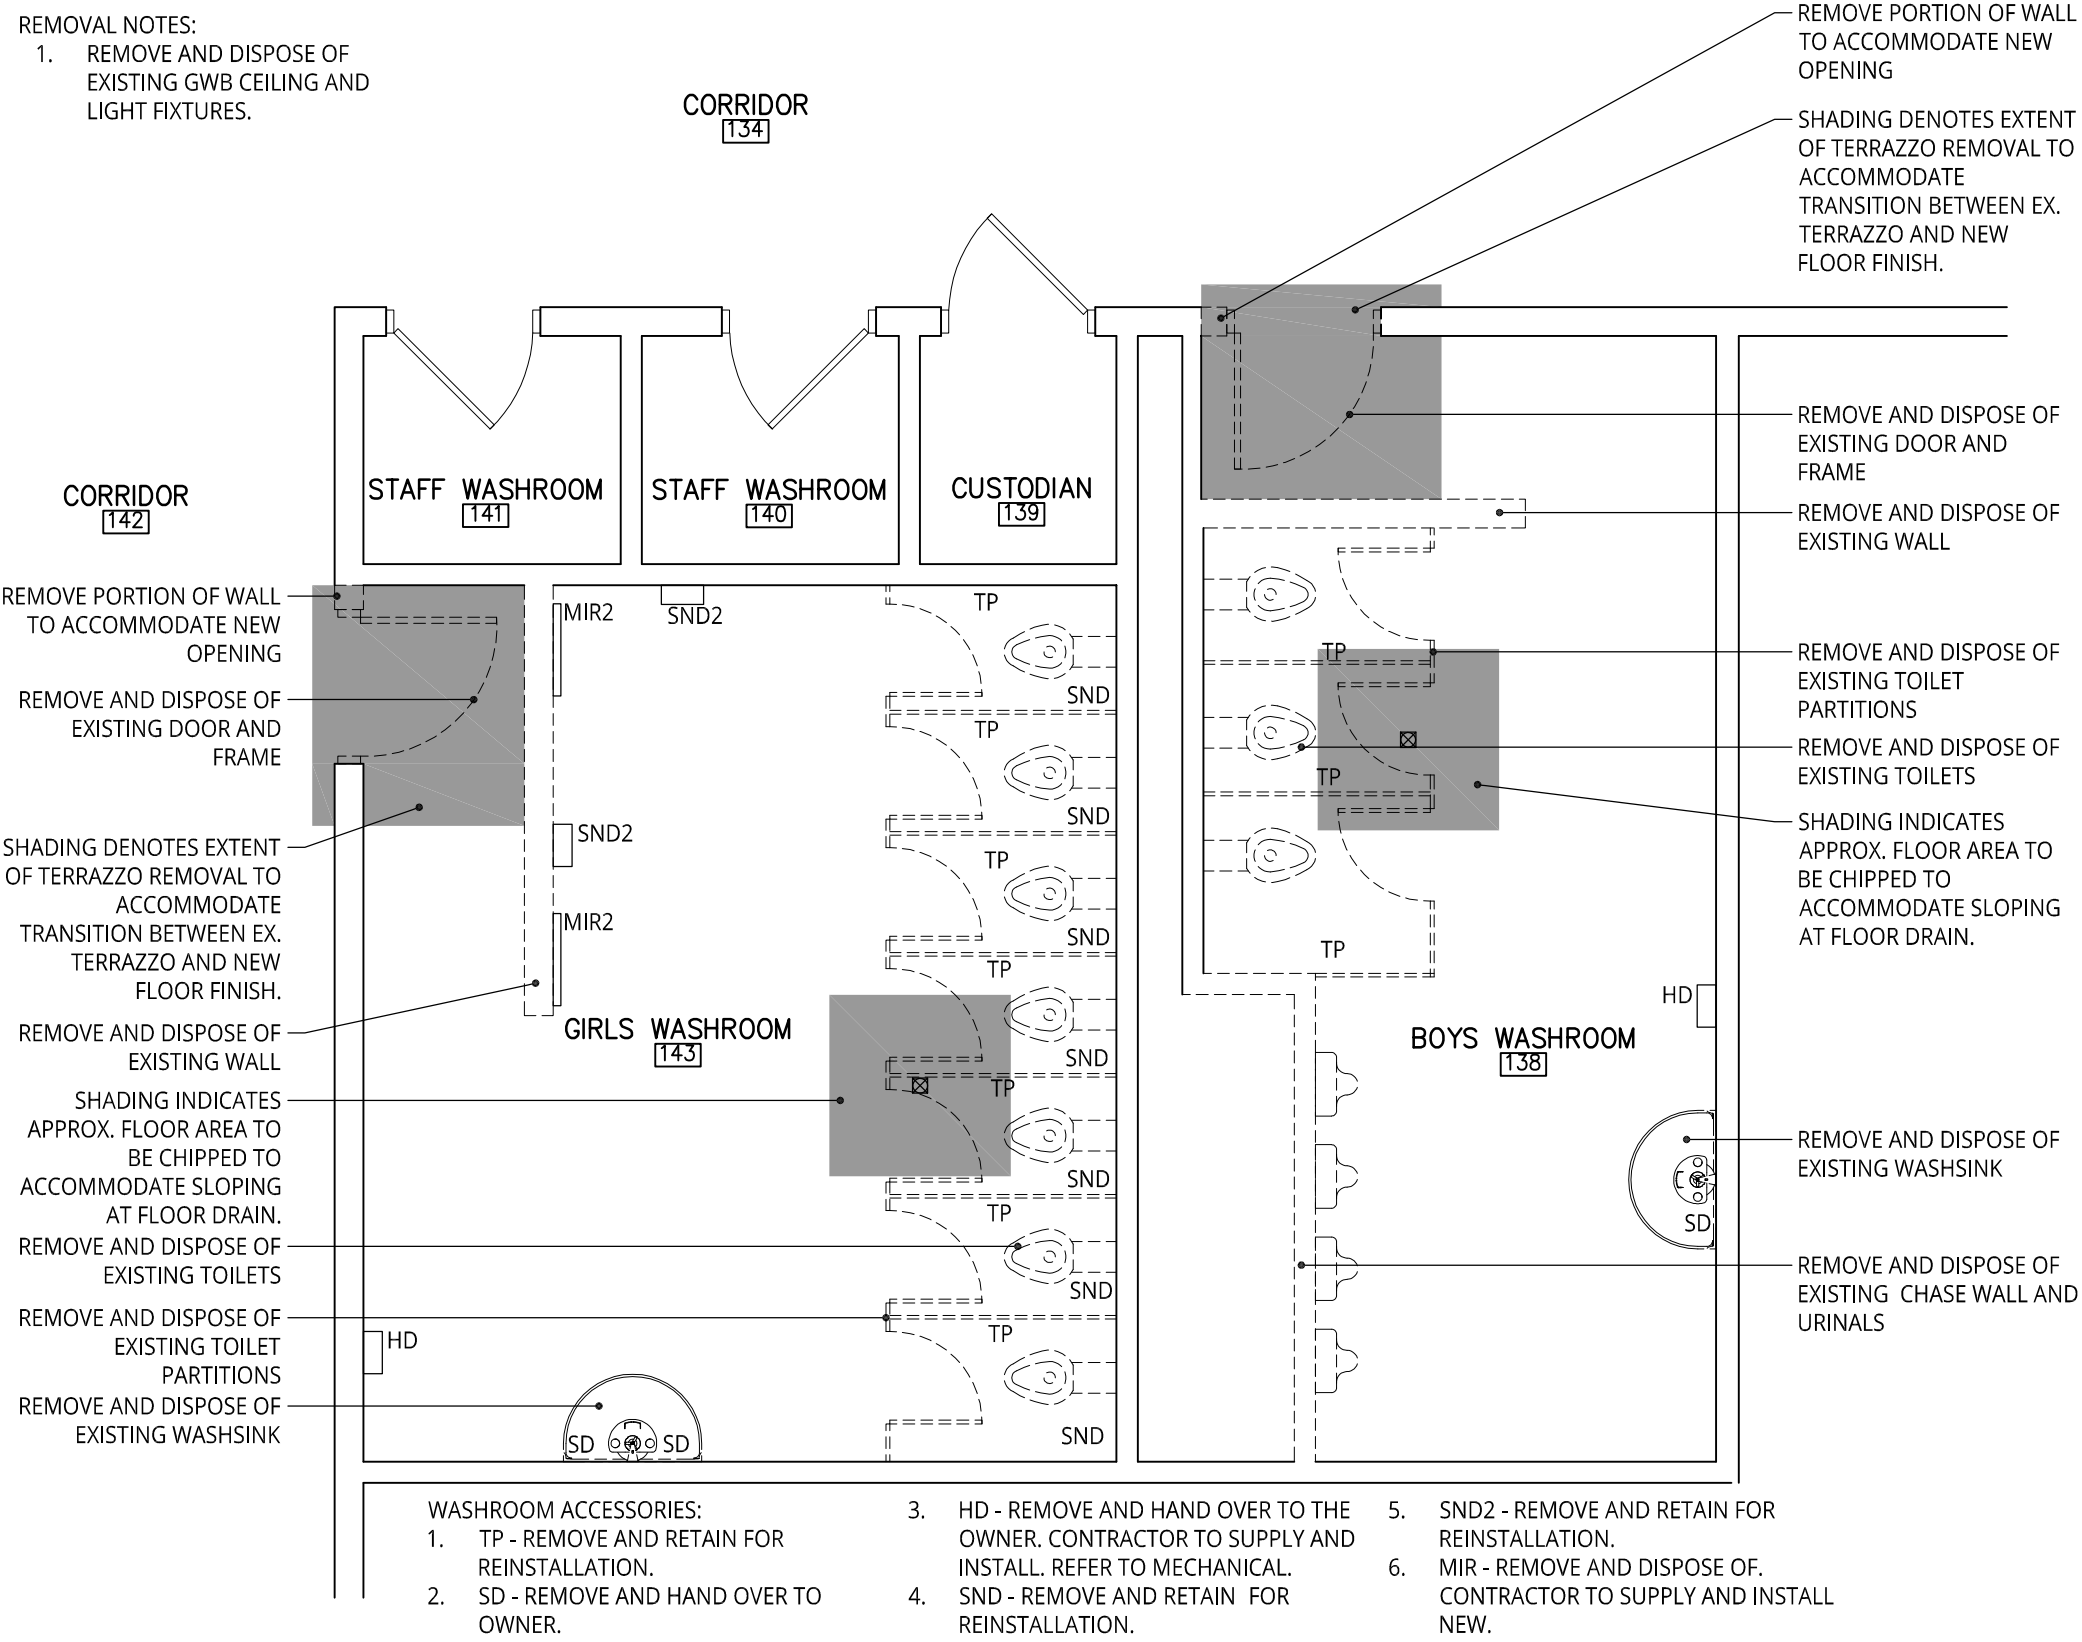 REMOVAL NOTES:
1. REMOVE AND DISPOSE OF
EXISTING GWB CEILING AND
LIGHT FIXTURES.
CORRIDOR
134
REMOVE PORTION OF WALL
TO ACCOMMODATE NEW
OPENING
SHADING DENOTES EXTENT
OF TERRAZZO REMOVAL TO
ACCOMMODATE
TRANSITION BETWEEN EX.
TERRAZZO AND NEW
FLOOR FINISH.
REMOVE AND DISPOSE OF
EXISTING DOOR AND
FRAME
REMOVE AND DISPOSE OF
EXISTING WALL
REMOVE AND DISPOSE OF
EXISTING TOILET
PARTITIONS
REMOVE AND DISPOSE OF
EXISTING TOILETS
SHADING INDICATES
APPROX. FLOOR AREA TO
BE CHIPPED TO
ACCOMMODATE SLOPING
AT FLOOR DRAIN.
REMOVE AND DISPOSE OF
EXISTING WASHSINK
REMOVE AND DISPOSE OF
EXISTING CHASE WALL AND
URINALS
CORRIDOR
142
STAFF WASHROOM
141
STAFF WASHROOM
140
CUSTODIAN
139
REMOVE PORTION OF WALL
TO ACCOMMODATE NEW
OPENING
REMOVE AND DISPOSE OF
EXISTING DOOR AND
FRAME
SHADING DENOTES EXTENT
OF TERRAZZO REMOVAL TO
ACCOMMODATE
TRANSITION BETWEEN EX.
TERRAZZO AND NEW
FLOOR FINISH.
REMOVE AND DISPOSE OF
EXISTING WALL
SHADING INDICATES
APPROX. FLOOR AREA TO
BE CHIPPED TO
ACCOMMODATE SLOPING
AT FLOOR DRAIN.
REMOVE AND DISPOSE OF
EXISTING TOILETS
REMOVE AND DISPOSE OF
EXISTING TOILET
PARTITIONS
REMOVE AND DISPOSE OF
EXISTING WASHSINK
MIR2
SND2
SND2
MIR2
GIRLS WASHROOM
143
HD
SD
SD
TP
SND
TP
SND
TP
SND
TP
SND
TP
SND
TP
SND
TP
SND
TP
TP
TP
HD
BOYS WASHROOM
138
SD
WASHROOM ACCESSORIES:
1. TP - REMOVE AND RETAIN FOR
REINSTALLATION.
2. SD - REMOVE AND HAND OVER TO
OWNER.
3. HD - REMOVE AND HAND OVER TO THE
OWNER. CONTRACTOR TO SUPPLY AND
INSTALL. REFER TO MECHANICAL.
4. SND - REMOVE AND RETAIN FOR
REINSTALLATION.
5. SND2 - REMOVE AND RETAIN FOR
REINSTALLATION.
6. MIR - REMOVE AND DISPOSE OF.
CONTRACTOR TO SUPPLY AND INSTALL
NEW.